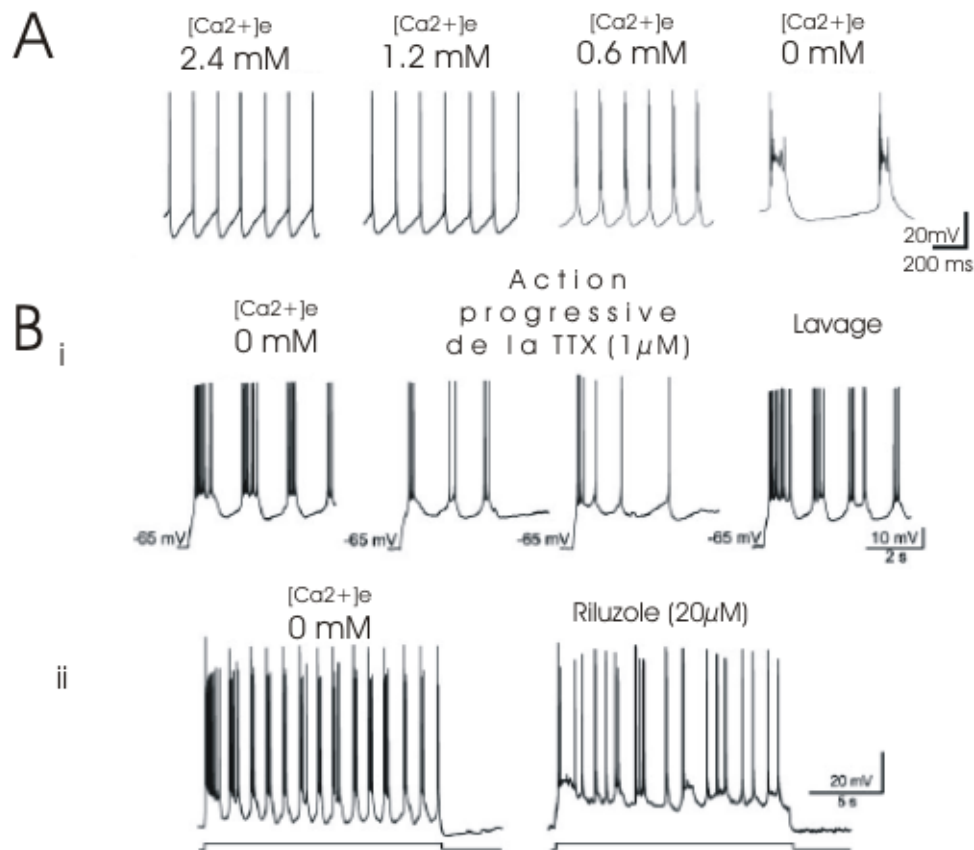 A
[Ca2+]e
2.4 mM
[Ca2+]e
1.2 mM
[Ca2+]e
0.6 mM
[Ca2+]e
0 mM
20mV
200 ms
B
i
[Ca2+]e
0 mM
Action
progressive
de la TTX (1µM)
Lavage
-65 mV
-65 mV
-65 mV
-65 mV
10 mV
2 s
ii
[Ca2+]e
0 mM
Riluzole (20µM)
20 mV
5 s